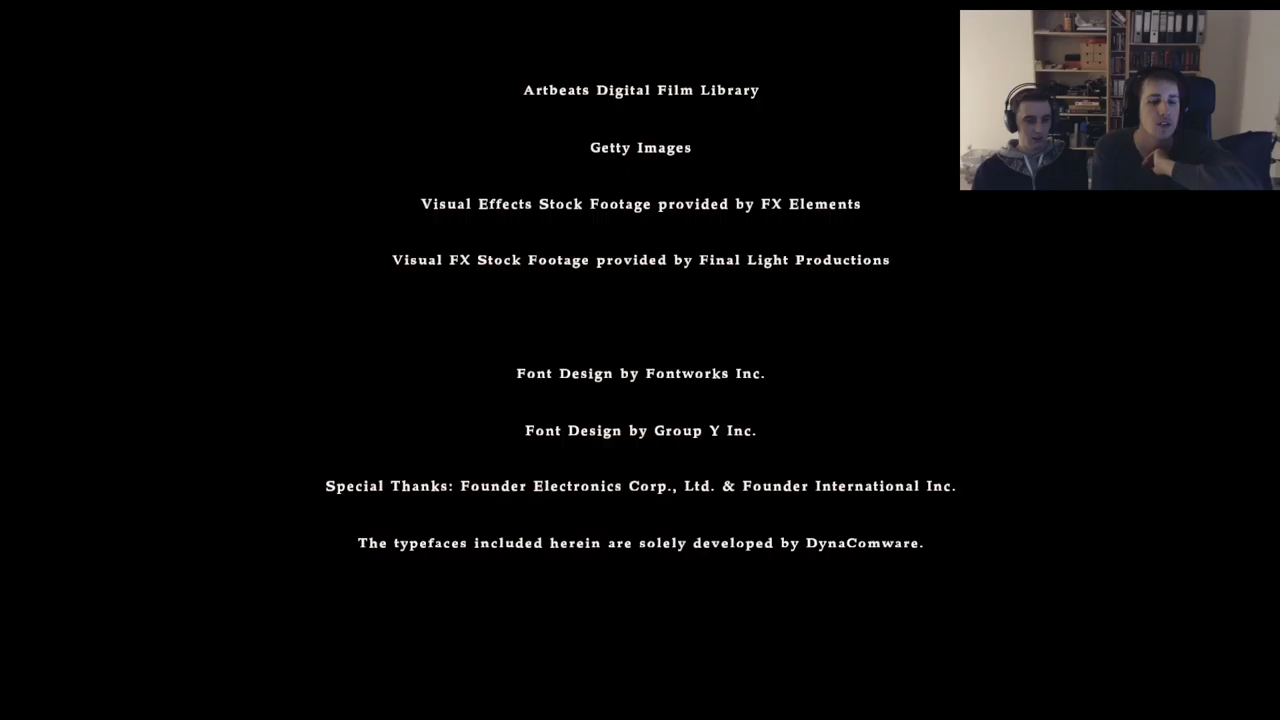 Artbeats Digital Film Library
Getty Images
Visual Effects Stock Footage provided by FX Elements
Visual FX Stock Footage provided by Final Light Productions
Font Design by Fontworks Inc.
Font Design by Group Y Inc.
Special Thanks: Founder Electronics Corp., Ltd. & Founder International Inc.
The typefaces included herein are solely developed by DynaComware.